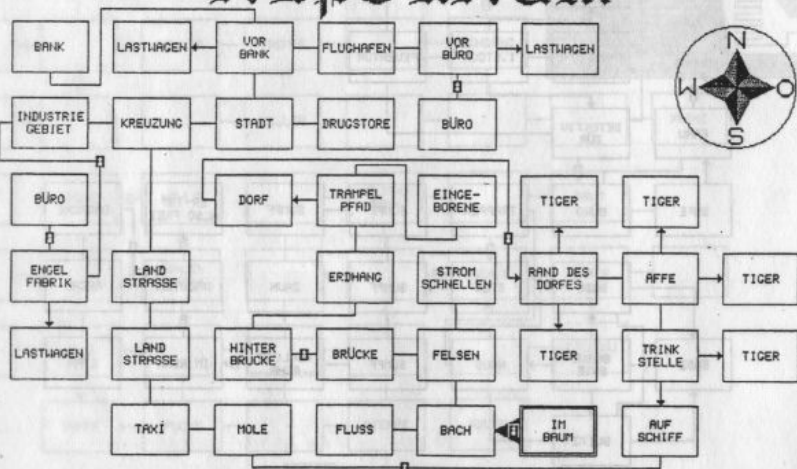 BANK
LASTWAGEN
VOR
BANK
FLUGHAFEN
VOR
BÜRO
LASTWAGEN
N
W
O
S
INDUSTRIE
GEBIET
KREUZUNG
STADT
DRUGSTORE
BÜRO
BÜRO
DORF
TRAMPEL
PFAD
EINGE-
BORENE
TIGER
TIGER
ENGEL
FABRIK
LAND
STRASSE
ERDHANG
STROM
SCHNELLEN
RAND DES
DORFES
AFFE
TIGER
LASTWAGEN
LAND
STRASSE
HINTER
BRÜCKE
BRÜCKE
FELSEN
TIGER
TRINK
STELLE
TIGER
TAXI
MOLE
FLUSS
BACH
IM
BAUM
AUF
SCHIFF